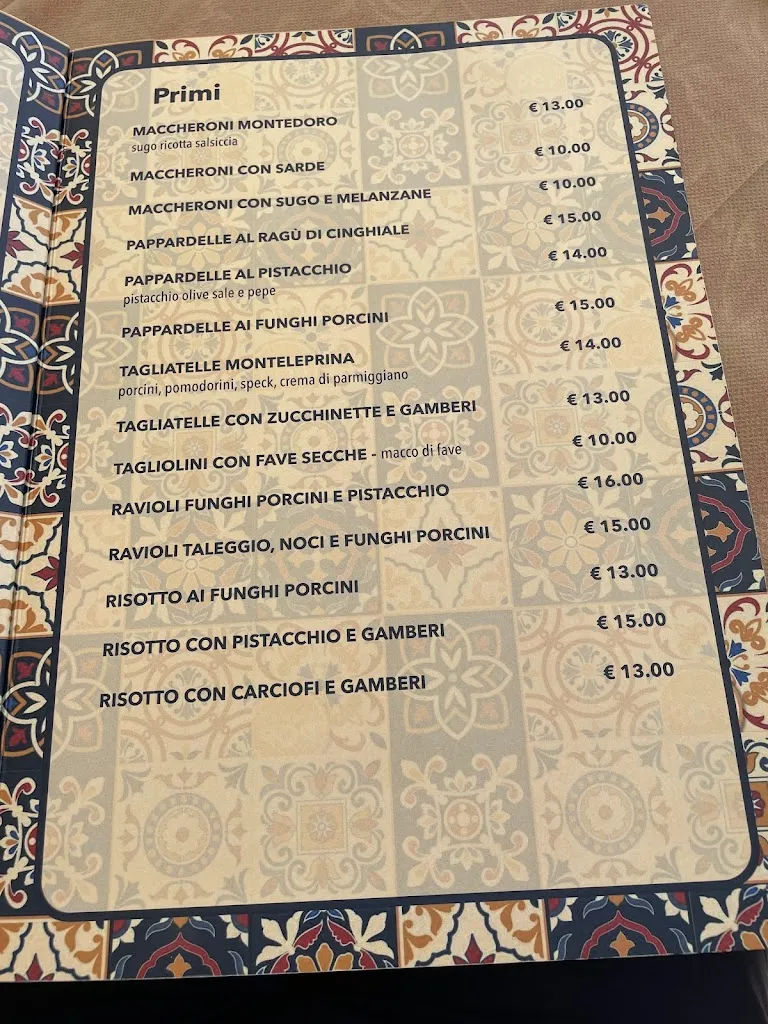 Primi
MACCHERONI MONTEDORO € 13.00
sugo ricotta salsiccia
MACCHERONI CON SARDE € 10.00
MACCHERONI CON SUGO E MELANZANE € 10.00
PAPPARDELLE AL RAGÙ DI CINGHIALE € 15.00
PAPPARDELLE AL PISTACCHIO € 14.00
pistacchio olive sale e pepe
PAPPARDELLE AI FUNGHI PORCINI € 15.00
TAGLIATELLE MONTELEPRINA € 14.00
porcini, pomodorini, speck, crema di parmiggiano
TAGLIATELLE CON ZUCCHINETTE E GAMBERI € 13.00
TAGLIOLINI CON FAVE SECCHE - macco di fave € 10.00
RAVIOLI FUNGHI PORCINI E PISTACCHIO € 16.00
RAVIOLI TALEGGIO, NOCI E FUNGHI PORCINI € 15.00
RISOTTO AI FUNGHI PORCINI € 13.00
RISOTTO CON PISTACCHIO E GAMBERI € 15.00
RISOTTO CON CARCIOFI E GAMBERI € 13.00